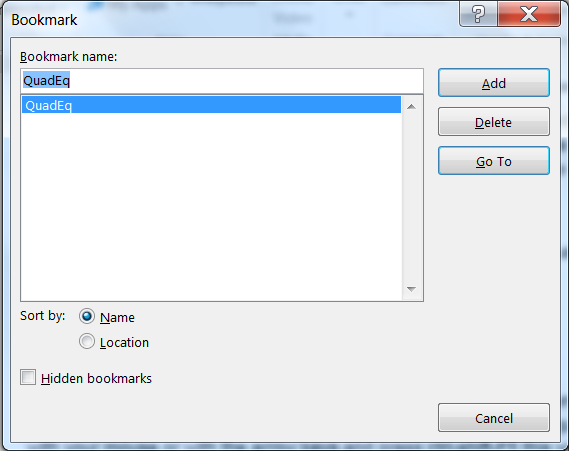 Bookmark
Bookmark name:
QuadEq
QuadEq
Add
Delete
Go To
Sort by:
Name
Location
Hidden bookmarks
Cancel